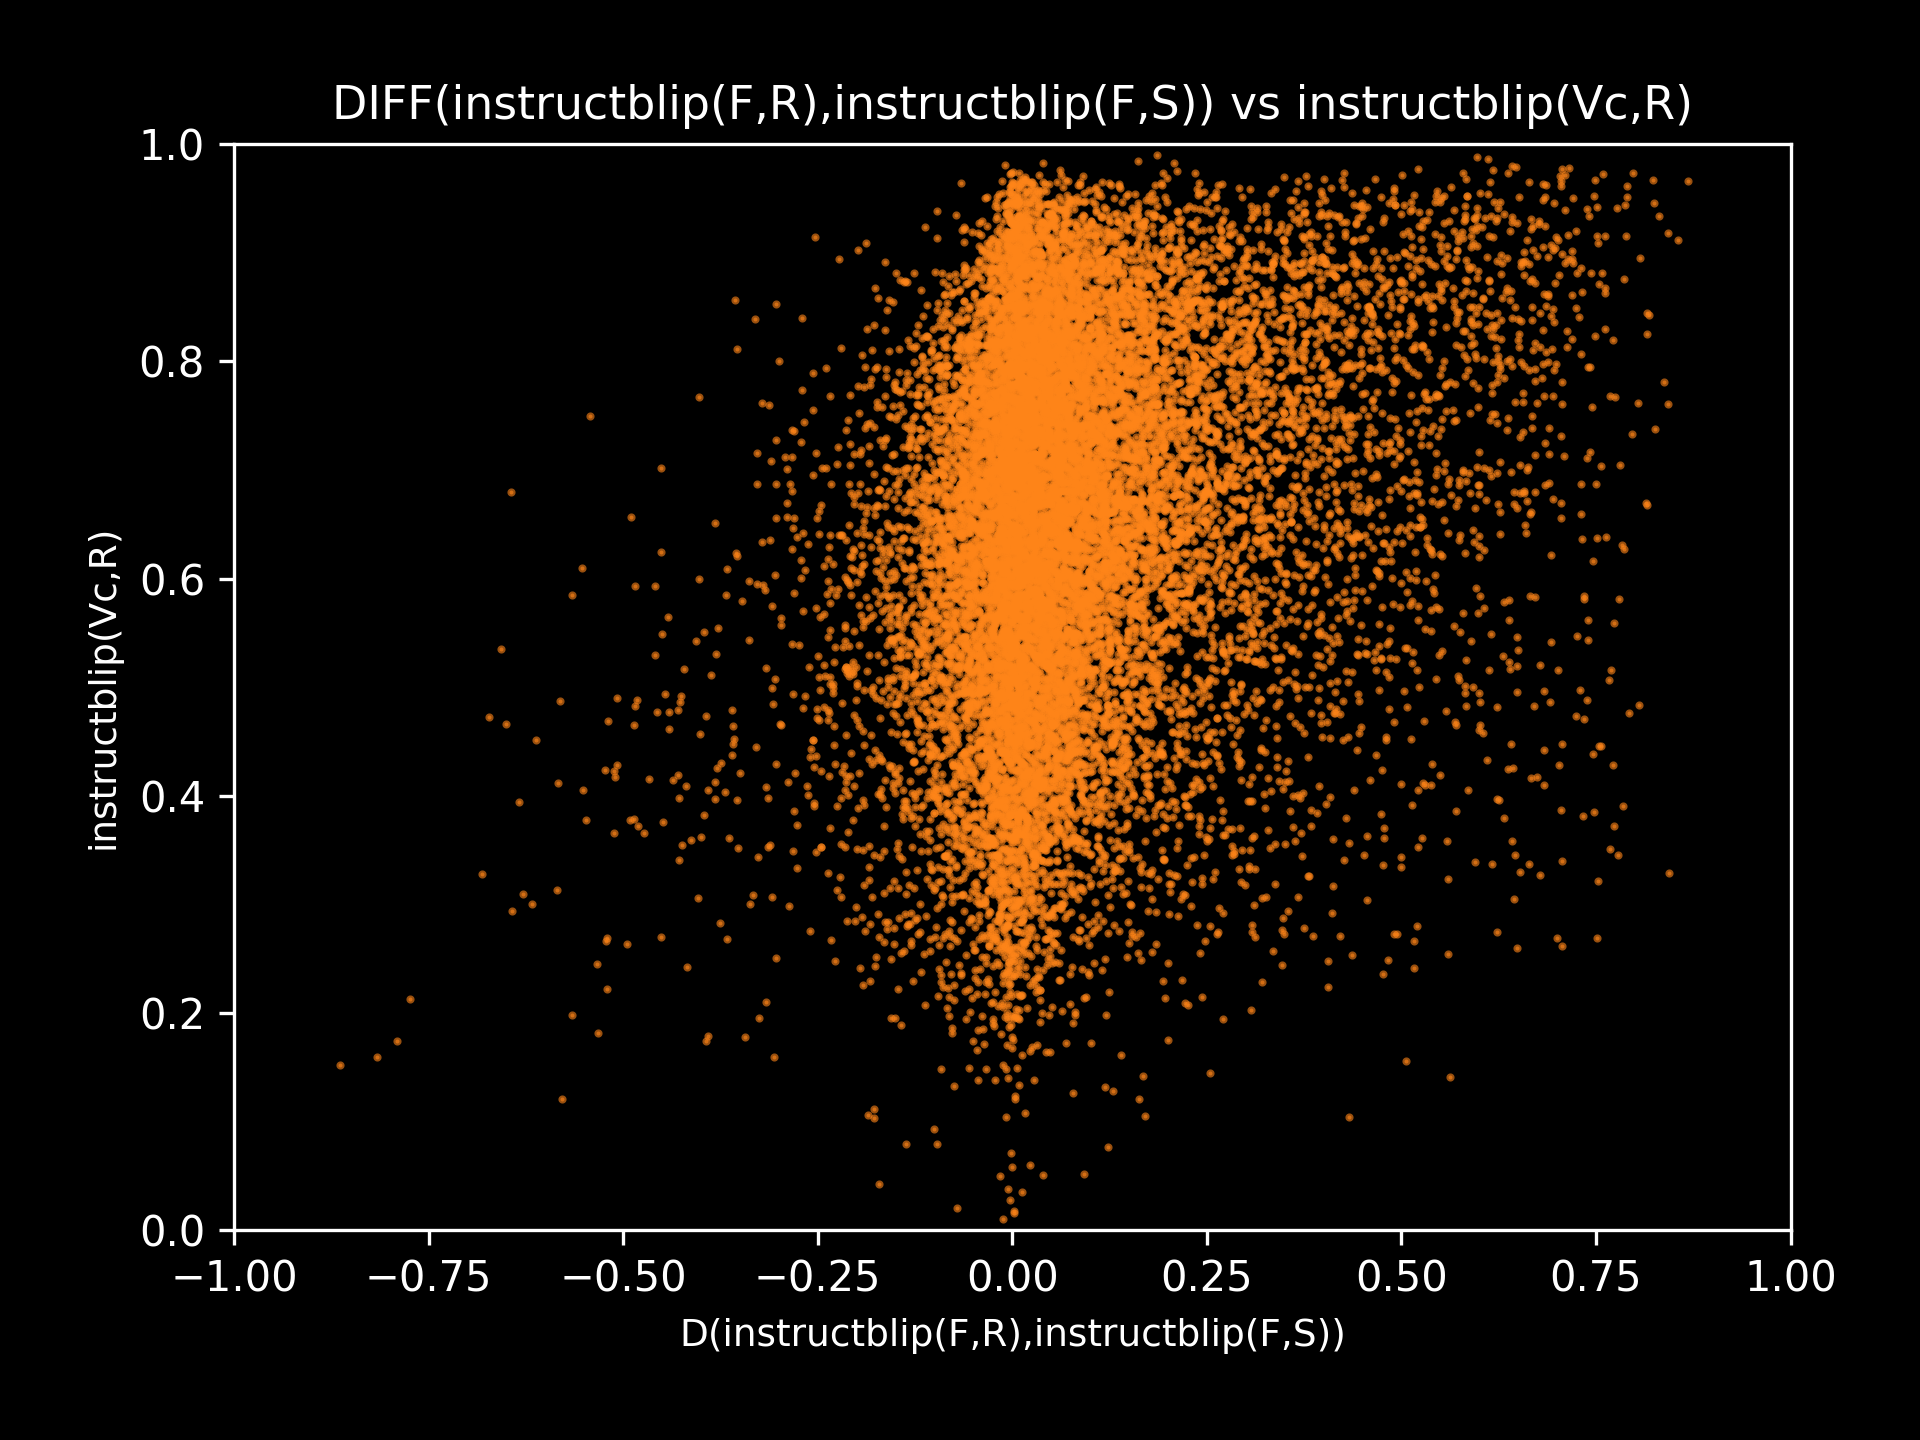 DIFF(instructblip(F,R),instructblip(F,S)) vs instructblip(Vc,R)
1.0
0.8
0.6
0.4
0.2
0.0
instructblip(Vc,R)
−1.00 −0.75 −0.50 −0.25 0.00 0.25 0.50 0.75 1.00
D(instructblip(F,R),instructblip(F,S))